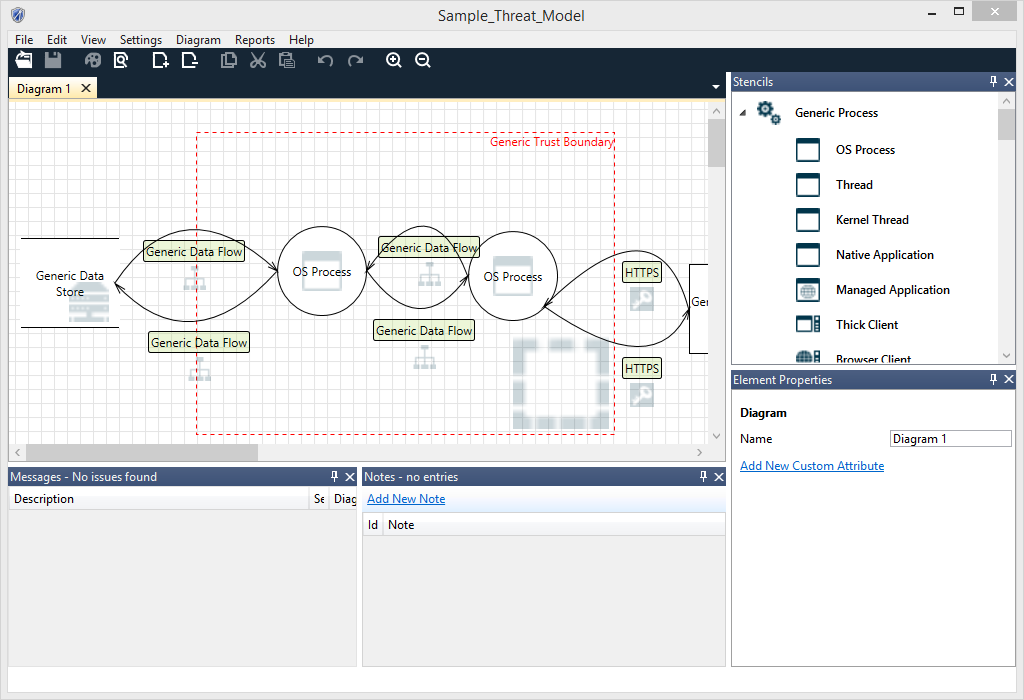 Sample_Threat_Model
File Edit View Settings Diagram Reports Help
Diagram 1
Generic Trust Boundary
Generic Data Flow
Generic Data Flow
Generic Data
Store
OS Process
OS Process
HTTPS
Gen
Generic Data Flow
Generic Data Flow
HTTPS
Stencils
Generic Process
OS Process
Thread
Kernel Thread
Native Application
Managed Application
Thick Client
Browser Client
Element Properties
Diagram
Name Diagram 1
Add New Custom Attribute
Messages - No issues found
Description Se Diag
Notes - no entries
Add New Note
Id Note